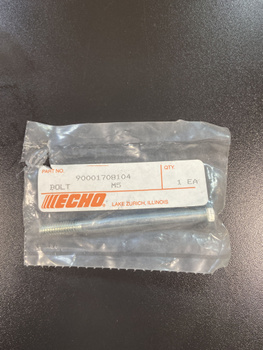 PART NO. QTY.
90001708104
BOLT M5 1 EA
ECHO
LAKE ZURICH, ILLINOIS